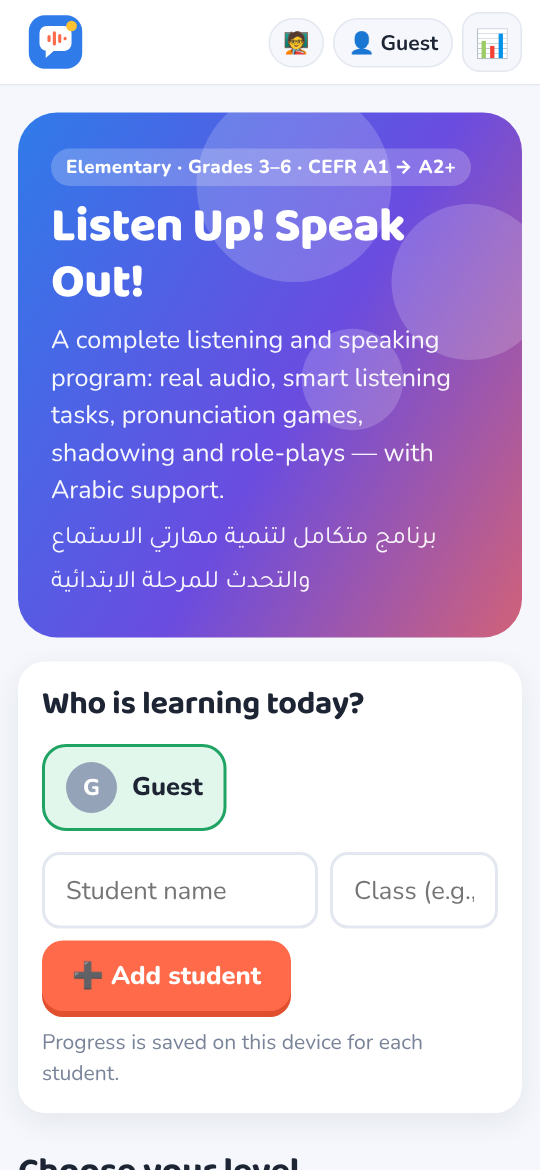 Guest
Elementary · Grades 3–6 · CEFR A1 → A2+
Listen Up! Speak
Out!
A complete listening and speaking
program: real audio, smart listening
tasks, pronunciation games,
shadowing and role-plays — with
Arabic support.
برنامج متكامل لتنمية مهارتي الاستماع
والتحدث للمرحلة الابتدائية
Who is learning today?
G Guest
Student name
Class (e.g.,
Add student
Progress is saved on this device for each
student.
Choose your level